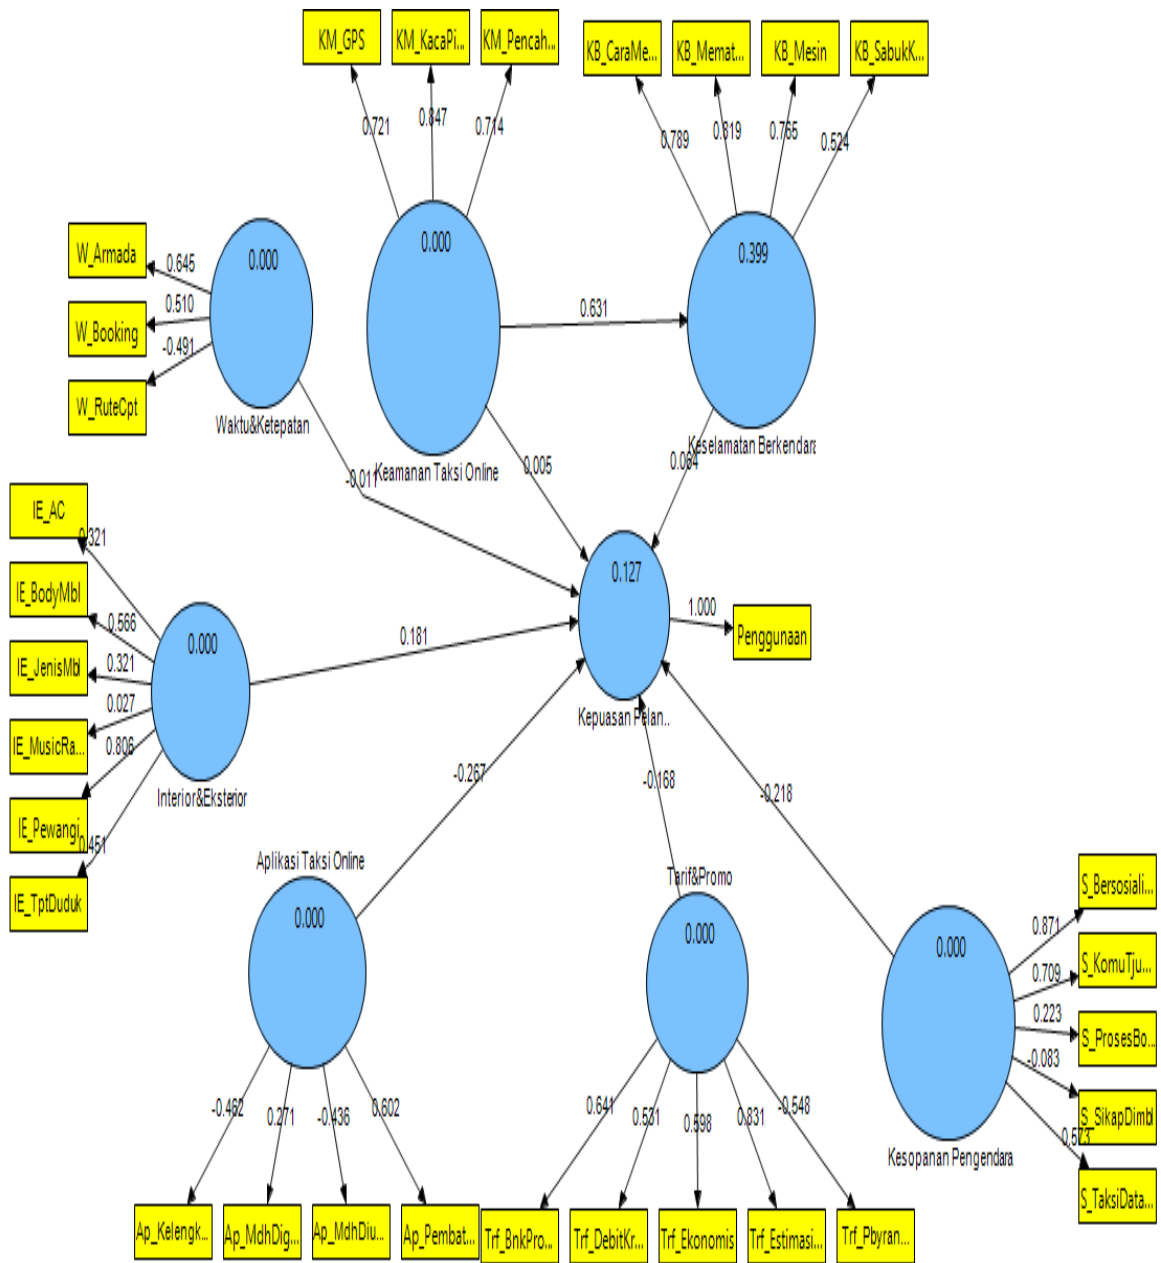 KM_GPS
KM_KacaPi...
KM_Pencah...
KB_CaraMe...
KB_Memat...
KB_Mesin
KB_SabukK...
0.721
0.847
0.714
0.789
0.819
0.765
0.524
W_Armada
W_Booking
W_RuteCpt
0.645
0.510
-0.491
0.000
Waktu&Ketepatan
0.000
Keamanan Taksi Online
0.631
0.399
Keselamatan Berkendara
-0.011
0.005
0.064
IE_AC
IE_BodyMbl
IE_JenisMbl
IE_MusicRa...
IE_Pewangi
IE_TptDuduk
0.321
0.566
0.321
0.027
0.806
0.451
0.000
Interior&Eksterior
0.181
0.127
Kepuasan Pelan..
1.000
Penggunaan
-0.267
-0.168
-0.218
Aplikasi Taksi Online
0.000
Tarif&Promo
0.000
0.000
Kesopanan Pengendara
0.871
0.709
0.223
-0.083
0.573
S_Bersosiali...
S_KomuTju...
S_ProsesBo...
S_SikapDimbl
S_TaksiData...
-0.462
0.271
-0.436
0.602
0.641
0.531
0.598
0.831
-0.548
Ap_Kelengk...
Ap_MdhDig...
Ap_MdhDiu...
Ap_Pembat...
Trf_BnkPro...
Trf_DebitKr...
Trf_Ekonomis
Trf_Estimasi...
Trf_Pbyran...